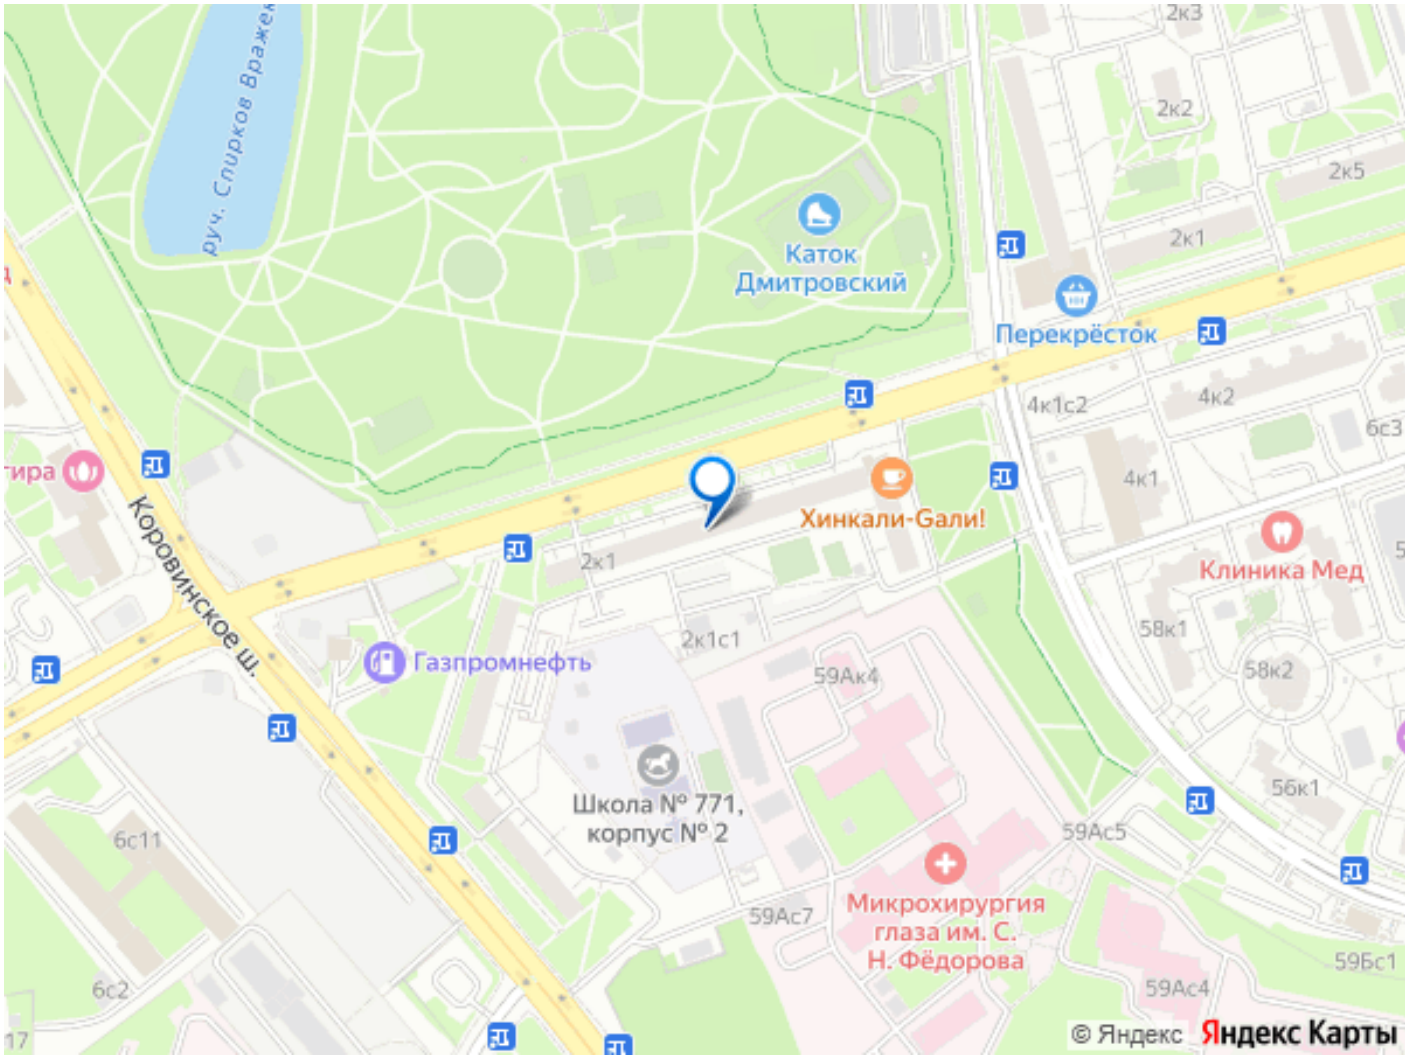 2к3
руч. Спирков Вражек
2к2
2к5
2к1
Каток
Дмитровский
Перекрёсток
4к1с2
4к2
6с3
4к1
Хинкали-Gали!
Коровинское ш.
2к1
Клиника Мед
58к1
2к1с1
Газпромнефть
59Ак4
58к2
Школа № 771,
корпус № 2
56к1
6с11
59Ас5
Микрохирургия
глаза им. С.
Н. Фёдорова
59Ас7
59Бс1
6с2
59Ас4
17
© Яндекс Яндекс Карты